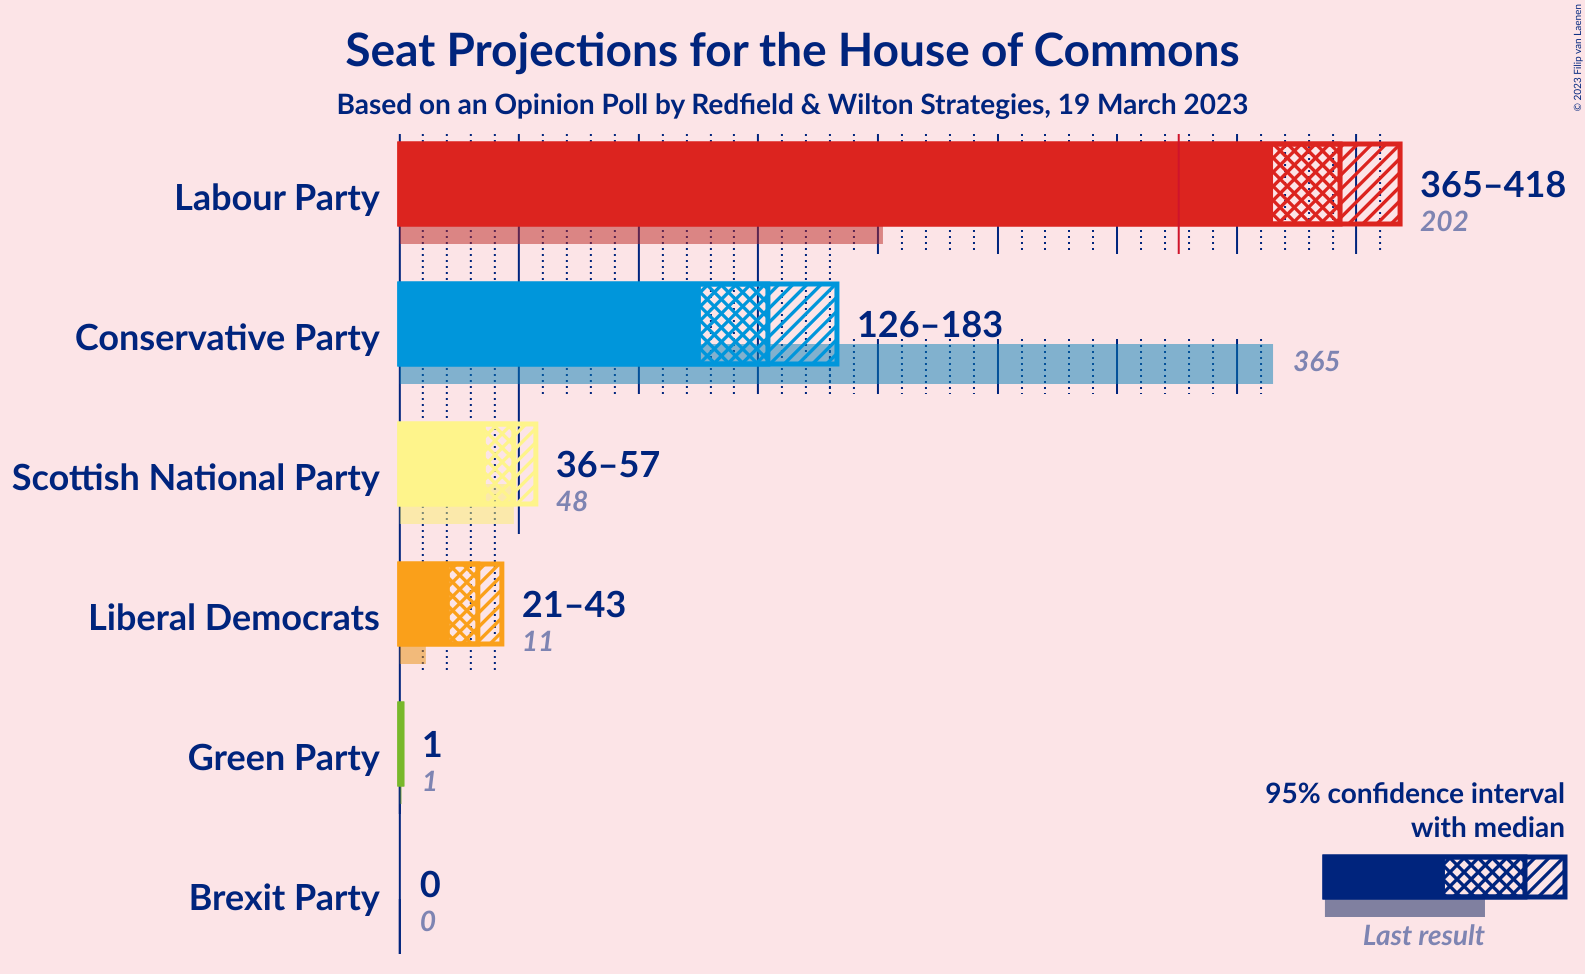 Seat Projections for the House of Commons
Based on an Opinion Poll by Redfield & Wilton Strategies, 19 March 2023
© 2023 Filip van Laenen
Labour Party
365–418
202
Conservative Party
126–183
365
Scottish National Party
36–57
48
Liberal Democrats
21–43
11
Green Party
1
1
Brexit Party
0
0
95% confidence interval
with median
Last result